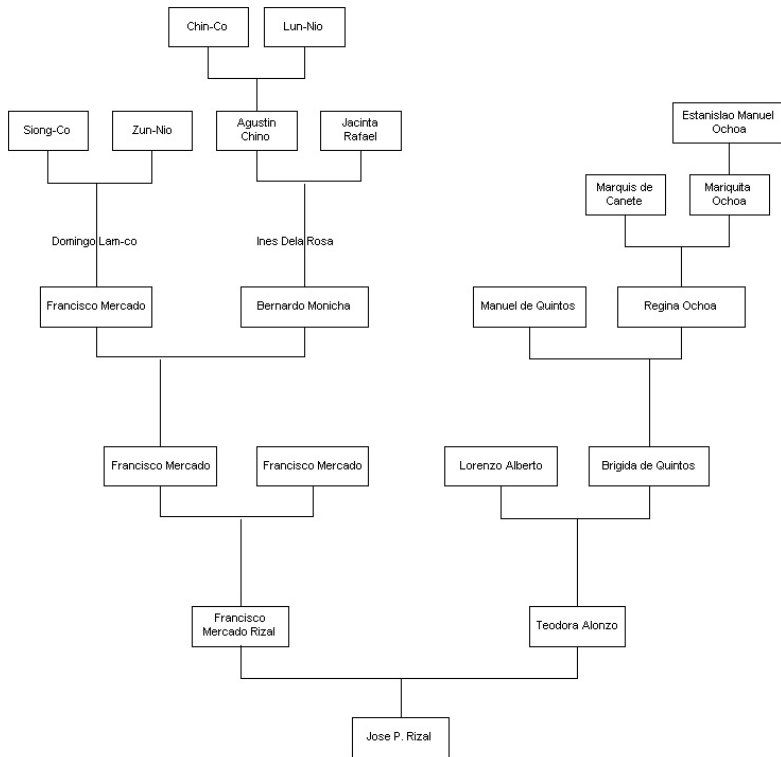 Chin-Co
Lun-Nio
Siong-Co
Zun-Nio
Agustin
Chino
Jacinta
Rafael
Estanislao Manuel
Ochoa
Marquis de
Canete
Mariquita
Ochoa
Domingo Lam-co
Ines Dela Rosa
Francisco Mercado
Bernardo Monicha
Manuel de Quintos
Regina Ochoa
Francisco Mercado
Francisco Mercado
Lorenzo Alberto
Brigida de Quintos
Francisco
Mercado Rizal
Teodora Alonzo
Jose P. Rizal